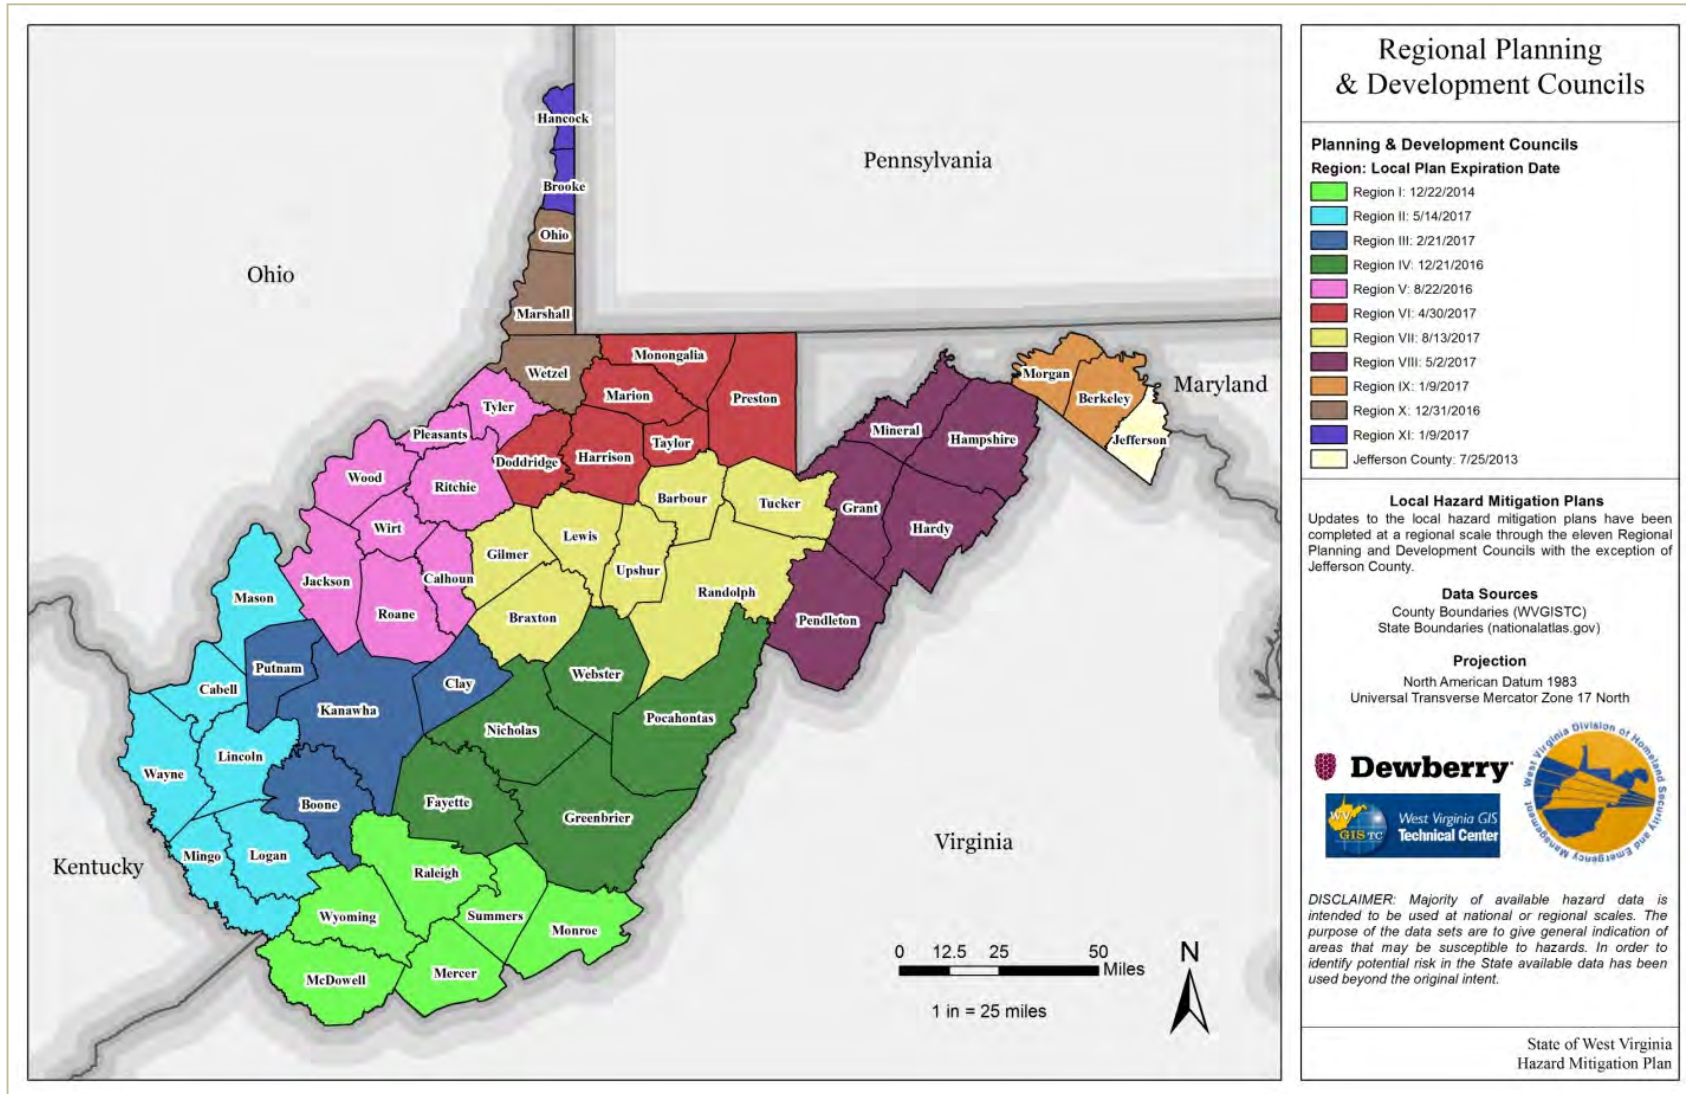 Hancock
Brooke
Ohio
Marshall
Wetzel
Pennsylvania
Ohio
Maryland
Monongalia
Marion
Preston
Taylor
Harrison
Doddridge
Tyler
Pleasants
Wood
Ritchie
Wirt
Jackson
Roane
Calhoun
Morgan
Berkeley
Jefferson
Mineral
Hampshire
Grant
Hardy
Pendleton
Barbour
Tucker
Lewis
Gilmer
Upshur
Randolph
Braxton
Mason
Putnam
Cabell
Kanawha
Clay
Webster
Nicholas
Pocahontas
Lincoln
Wayne
Boone
Fayette
Greenbrier
Mingo
Logan
Raleigh
Wyoming
Summers
Monroe
Mercer
McDowell
Kentucky
Virginia
0 12.5 25 50
Miles
1 in = 25 miles
N
Regional Planning
& Development Councils
Planning & Development Councils
Region: Local Plan Expiration Date
Region I: 12/22/2014
Region II: 5/14/2017
Region III: 2/21/2017
Region IV: 12/21/2016
Region V: 8/22/2016
Region VI: 4/30/2017
Region VII: 8/13/2017
Region VIII: 5/2/2017
Region IX: 1/9/2017
Region X: 12/31/2016
Region XI: 1/9/2017
Jefferson County: 7/25/2013
Local Hazard Mitigation Plans
Updates to the local hazard mitigation plans have been
completed at a regional scale through the eleven Regional
Planning and Development Councils with the exception of
Jefferson County.
Data Sources
County Boundaries (WVGISTC)
State Boundaries (nationalatlas.gov)
Projection
North American Datum 1983
Universal Transverse Mercator Zone 17 North
Dewberry
WV
GIS TC
West Virginia GIS
Technical Center
West Virginia Division of Homeland Security and Emergency Management
DISCLAIMER: Majority of available hazard data is
intended to be used at national or regional scales. The
purpose of the data sets are to give general indication of
areas that may be susceptible to hazards. In order to
identify potential risk in the State available data has been
used beyond the original intent.
State of West Virginia
Hazard Mitigation Plan